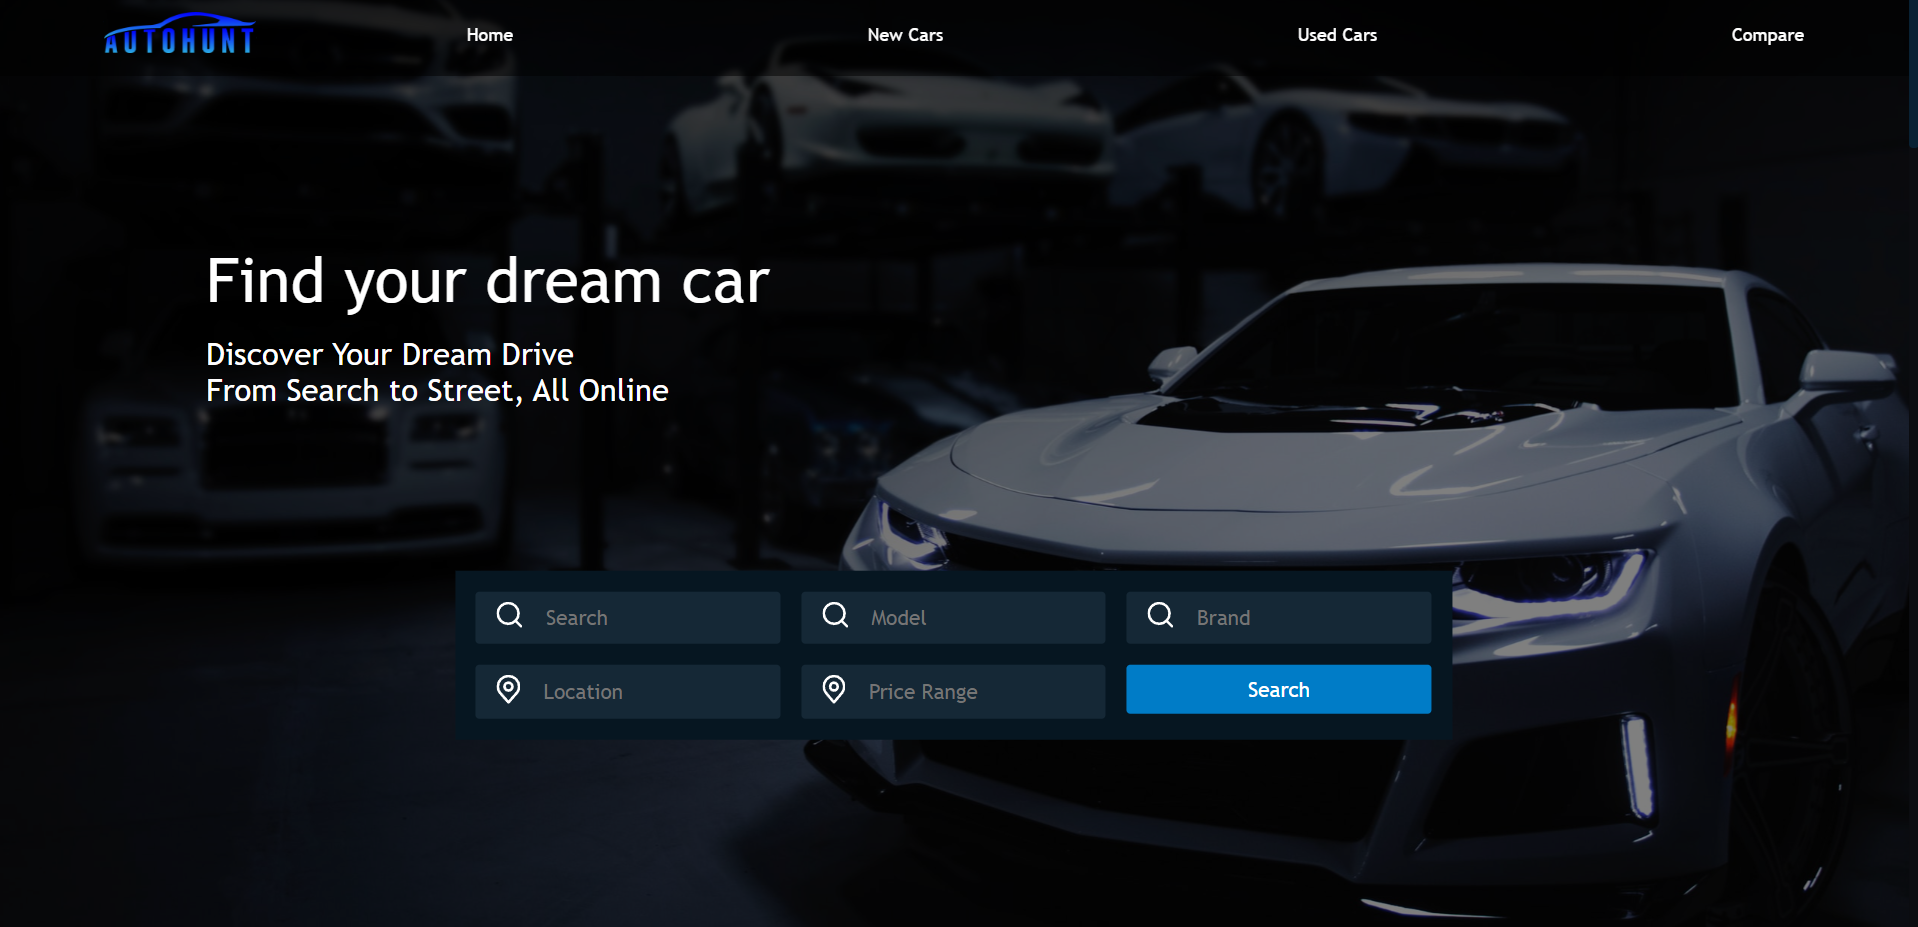 AUTOHUNT
Home
New Cars
Used Cars
Compare
Find your dream car
Discover Your Dream Drive
From Search to Street, All Online
Search
Model
Brand
Location
Price Range
Search